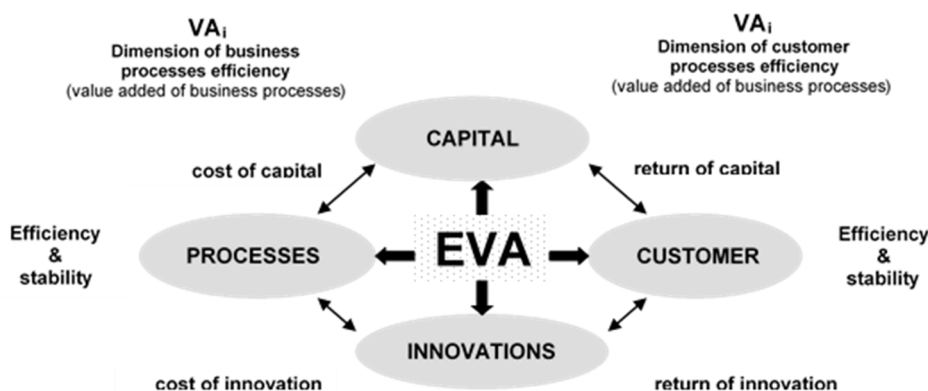 VAi
Dimension of business
processes efficiency
(value added of business processes)
VAi
Dimension of customer
processes efficiency
(value added of business processes)
CAPITAL
cost of capital
return of capital
Efficiency
&
stability
PROCESSES
EVA
CUSTOMER
Efficiency
&
stability
INNOVATIONS
cost of innovation
return of innovation